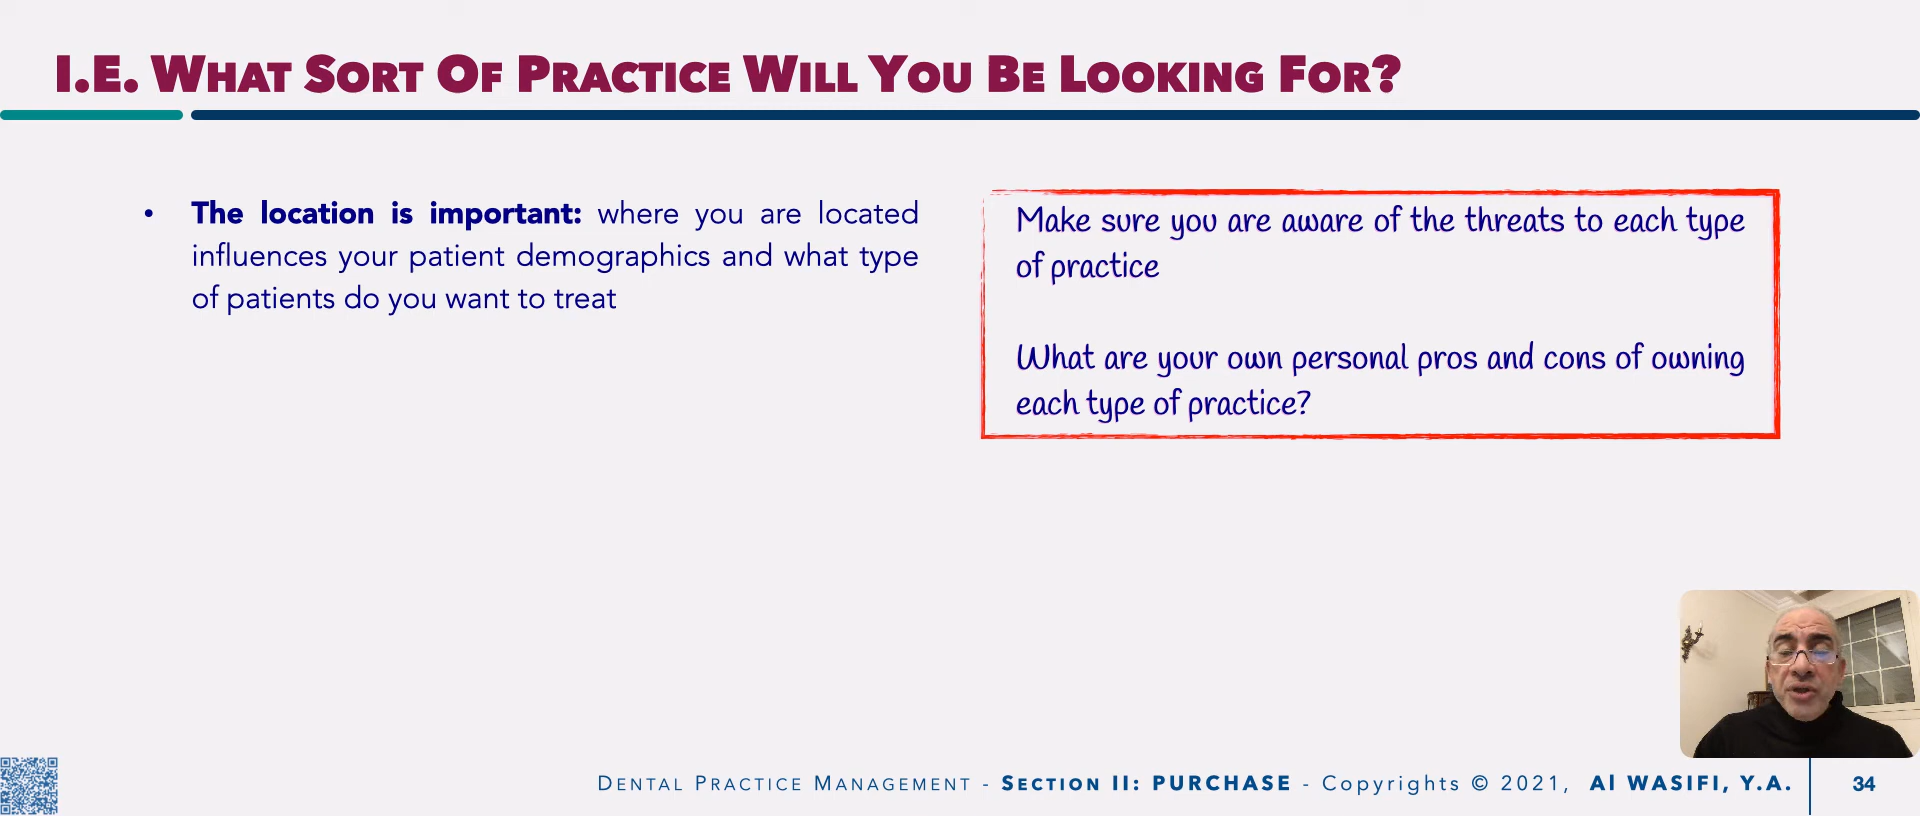 I.E. WHAT SORT OF PRACTICE WILL YOU BE LOOKING FOR?
• The location is important: where you are located
influences your patient demographics and what type
of patients do you want to treat
Make sure you are aware of the threats to each type
of practice
What are your own personal pros and cons of owning
each type of practice?
DENTAL PRACTICE MANAGEMENT - SECTION II: PURCHASE - Copyrights © 2021, Al WASIFI, Y.A. 34